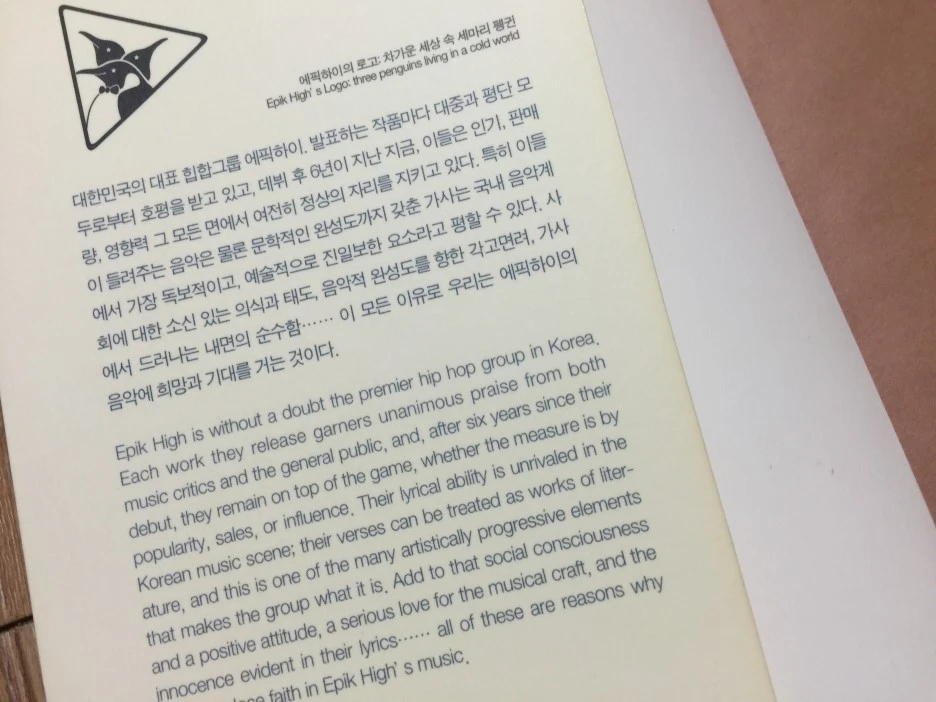 에픽하이의 로고: 차가운 세상 속 세마리 펭귄
Epik High's Logo: three penguins living in a cold world
대한민국의 대표 힙합그룹 에픽하이. 발표하는 작품마다 대중과 평단 모
두로부터 호평을 받고 있고, 데뷔 후 6년이 지난 지금, 이들은 인기, 판매
량, 영향력 그 모든 면에서 여전히 정상의 자리를 지키고 있다. 특히 이들
이 들려주는 음악은 물론 문학적인 완성도까지 갖춘 가사는 국내 음악계
에서 가장 독보적이고, 예술적으로 진일보한 요소라고 평할 수 있다. 사
회에 대한 소신 있는 의식과 태도, 음악적 완성도를 향한 각고면려, 가사
에서 드러나는 내면의 순수함…… 이 모든 이유로 우리는 에픽하이의
음악에 희망과 기대를 거는 것이다.
Epik High is without a doubt the premier hip hop group in Korea.
Each work they release garners unanimous praise from both
music critics and the general public, and, after six years since their
debut, they remain on top of the game, whether the measure is by
popularity, sales, or influence. Their lyrical ability is unrivaled in the
Korean music scene; their verses can be treated as works of liter-
ature, and this is one of the many artistically progressive elements
that makes the group what it is. Add to that social consciousness
and a positive attitude, a serious love for the musical craft, and the
innocence evident in their lyrics…… all of these are reasons why
faith in Epik High's music.